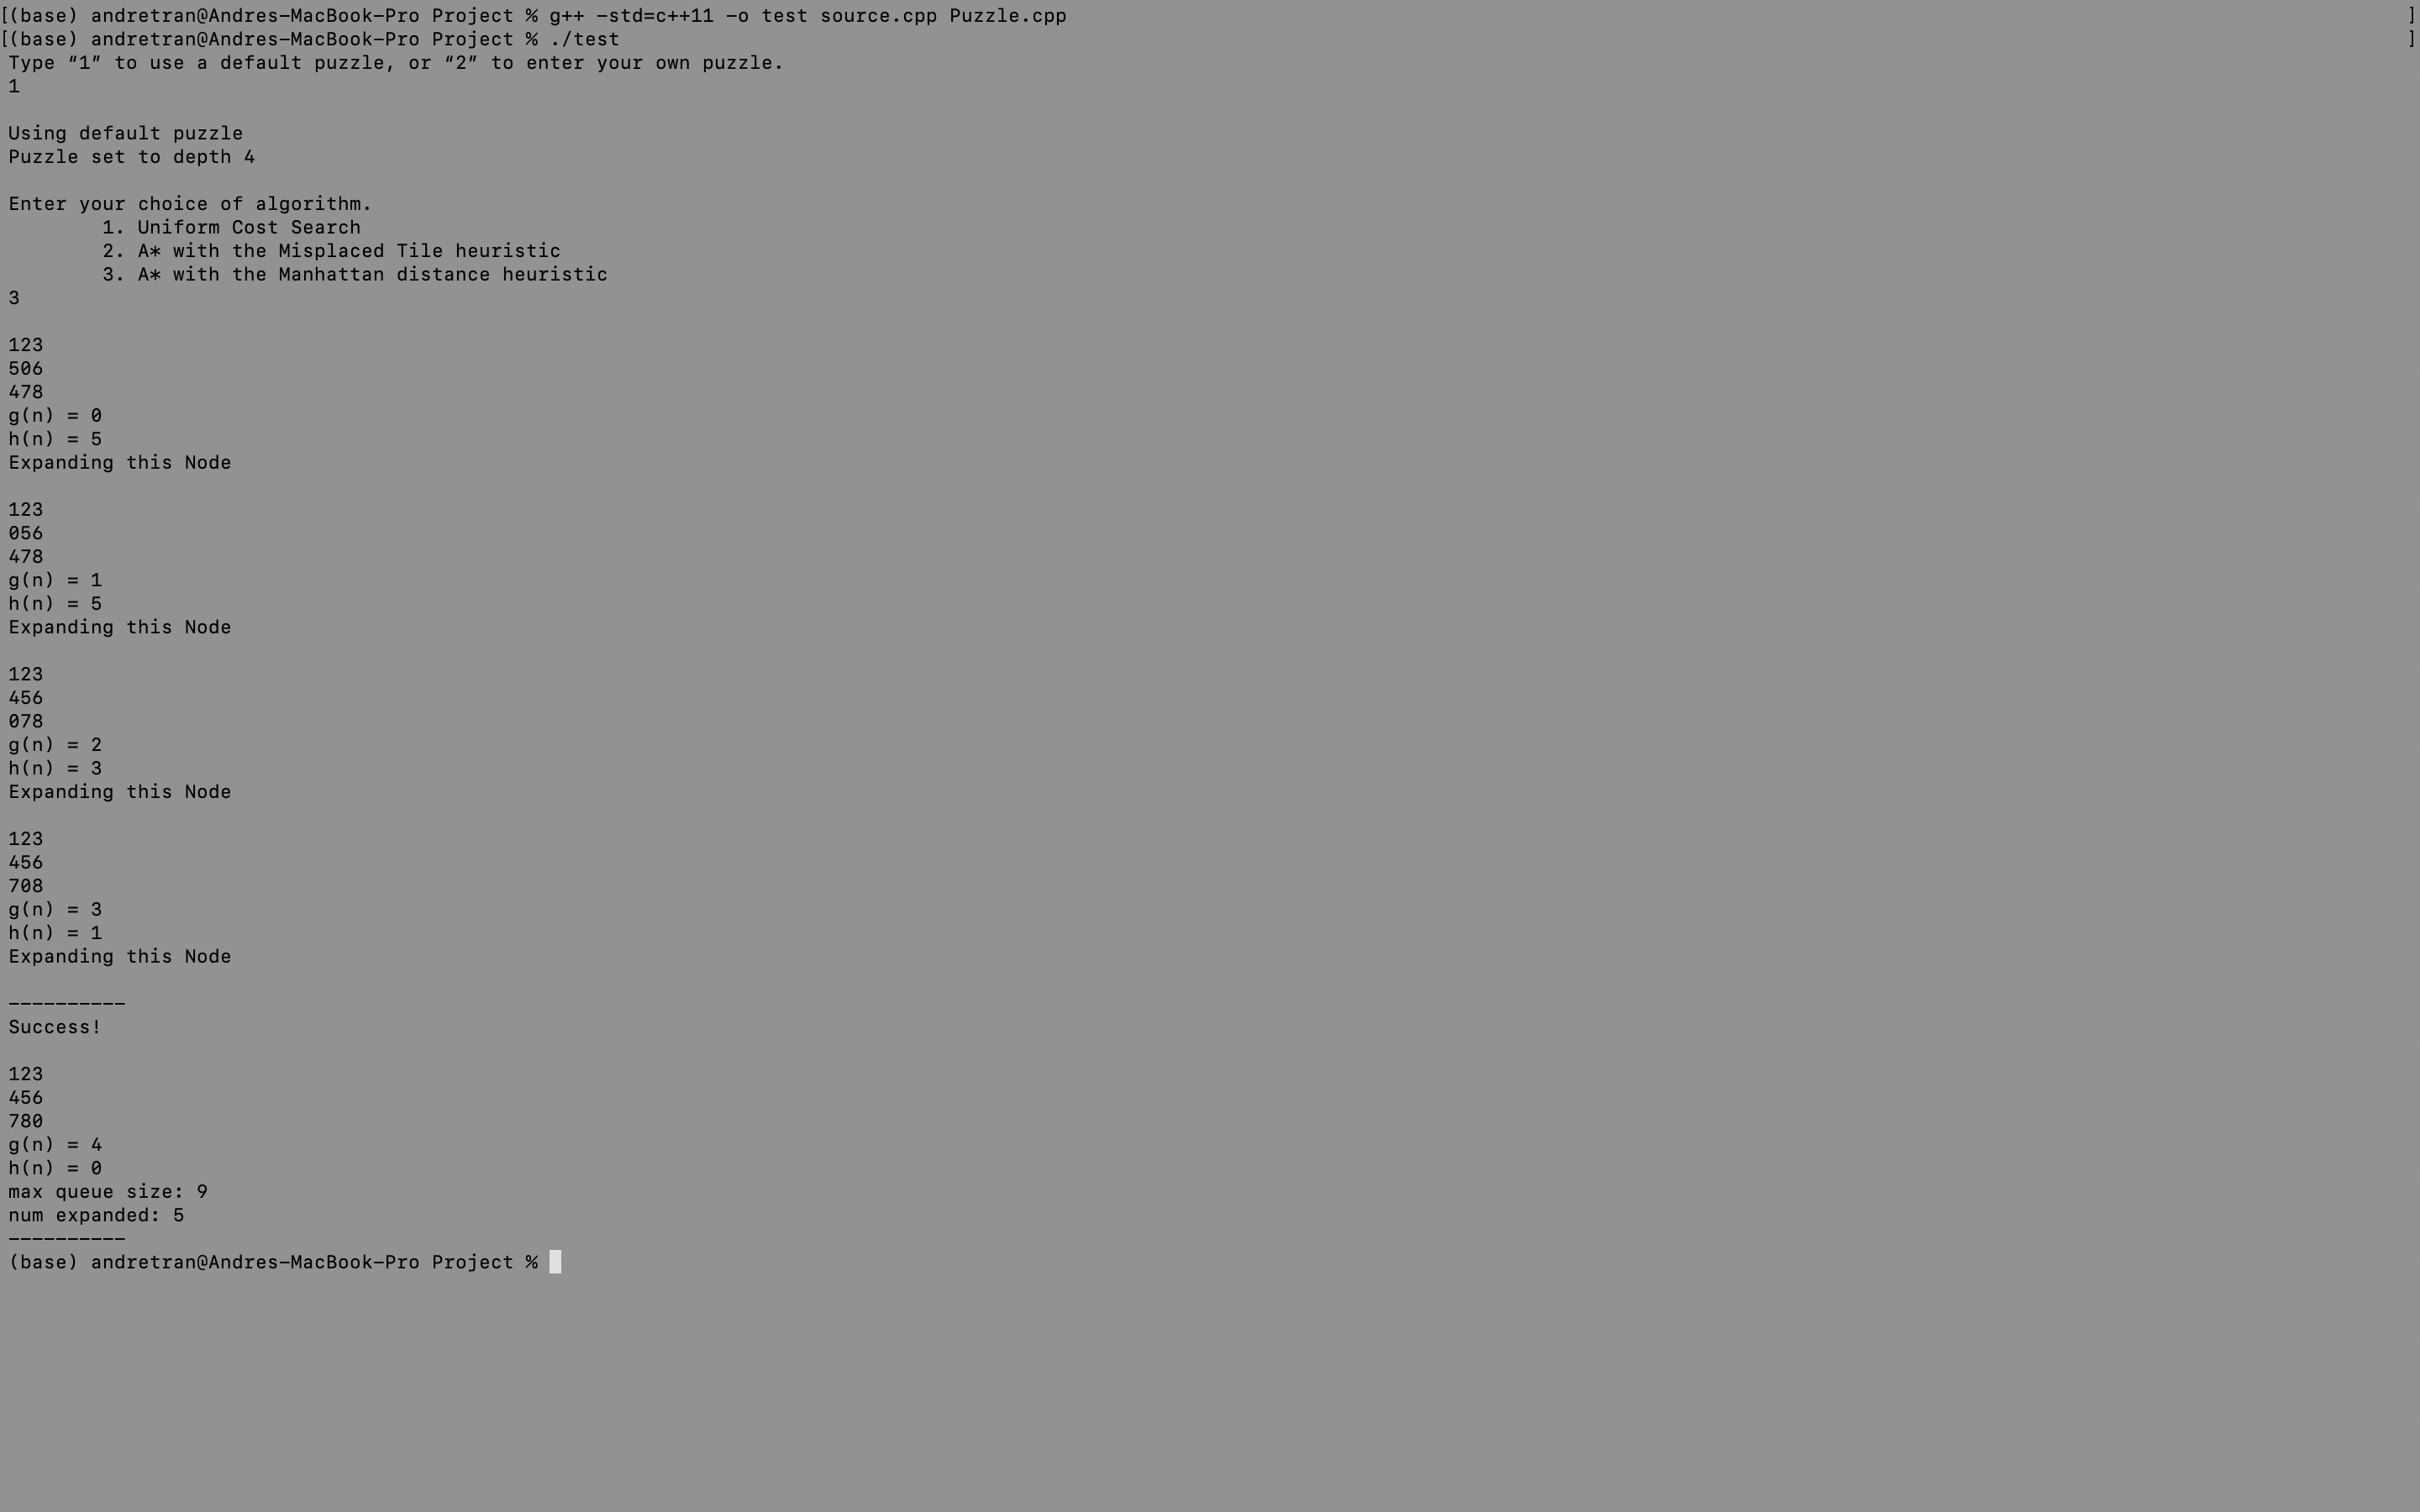 [(base) andretran@Andres-MacBook-Pro Project % g++ -std=c++11 -o test source.cpp Puzzle.cpp ]
[(base) andretran@Andres-MacBook-Pro Project % ./test ]
Type “1” to use a default puzzle, or “2” to enter your own puzzle.
1
Using default puzzle
Puzzle set to depth 4
Enter your choice of algorithm.
1. Uniform Cost Search
2. A* with the Misplaced Tile heuristic
3. A* with the Manhattan distance heuristic
3
123
506
478
g(n) = 0
h(n) = 5
Expanding this Node
123
056
478
g(n) = 1
h(n) = 5
Expanding this Node
123
456
078
g(n) = 2
h(n) = 3
Expanding this Node
123
456
708
g(n) = 3
h(n) = 1
Expanding this Node
----------
Success!
123
456
780
g(n) = 4
h(n) = 0
max queue size: 9
num expanded: 5
----------
(base) andretran@Andres-MacBook-Pro Project %